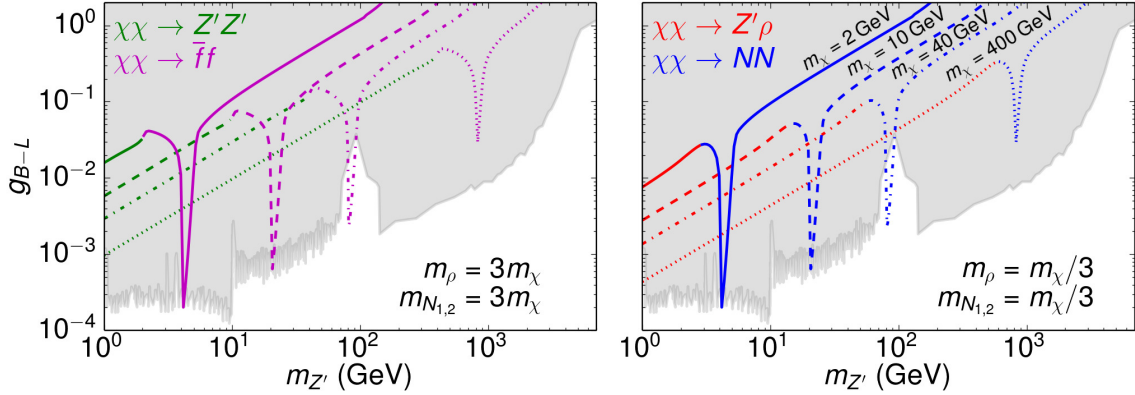 χχ → Z′Z′
χχ → f̄f
m_ρ = 3m_χ
m_{N_{1,2}} = 3m_χ
g_{B−L}
10^0
10^{−1}
10^{−2}
10^{−3}
10^{−4}
10^0 10^1 10^2 10^3
m_{Z′} (GeV)
χχ → Z′ρ
χχ → NN
m_χ = 2 GeV
m_χ = 10 GeV
m_χ = 40 GeV
m_χ = 400 GeV
m_ρ = m_χ/3
m_{N_{1,2}} = m_χ/3
10^0 10^1 10^2 10^3
m_{Z′} (GeV)